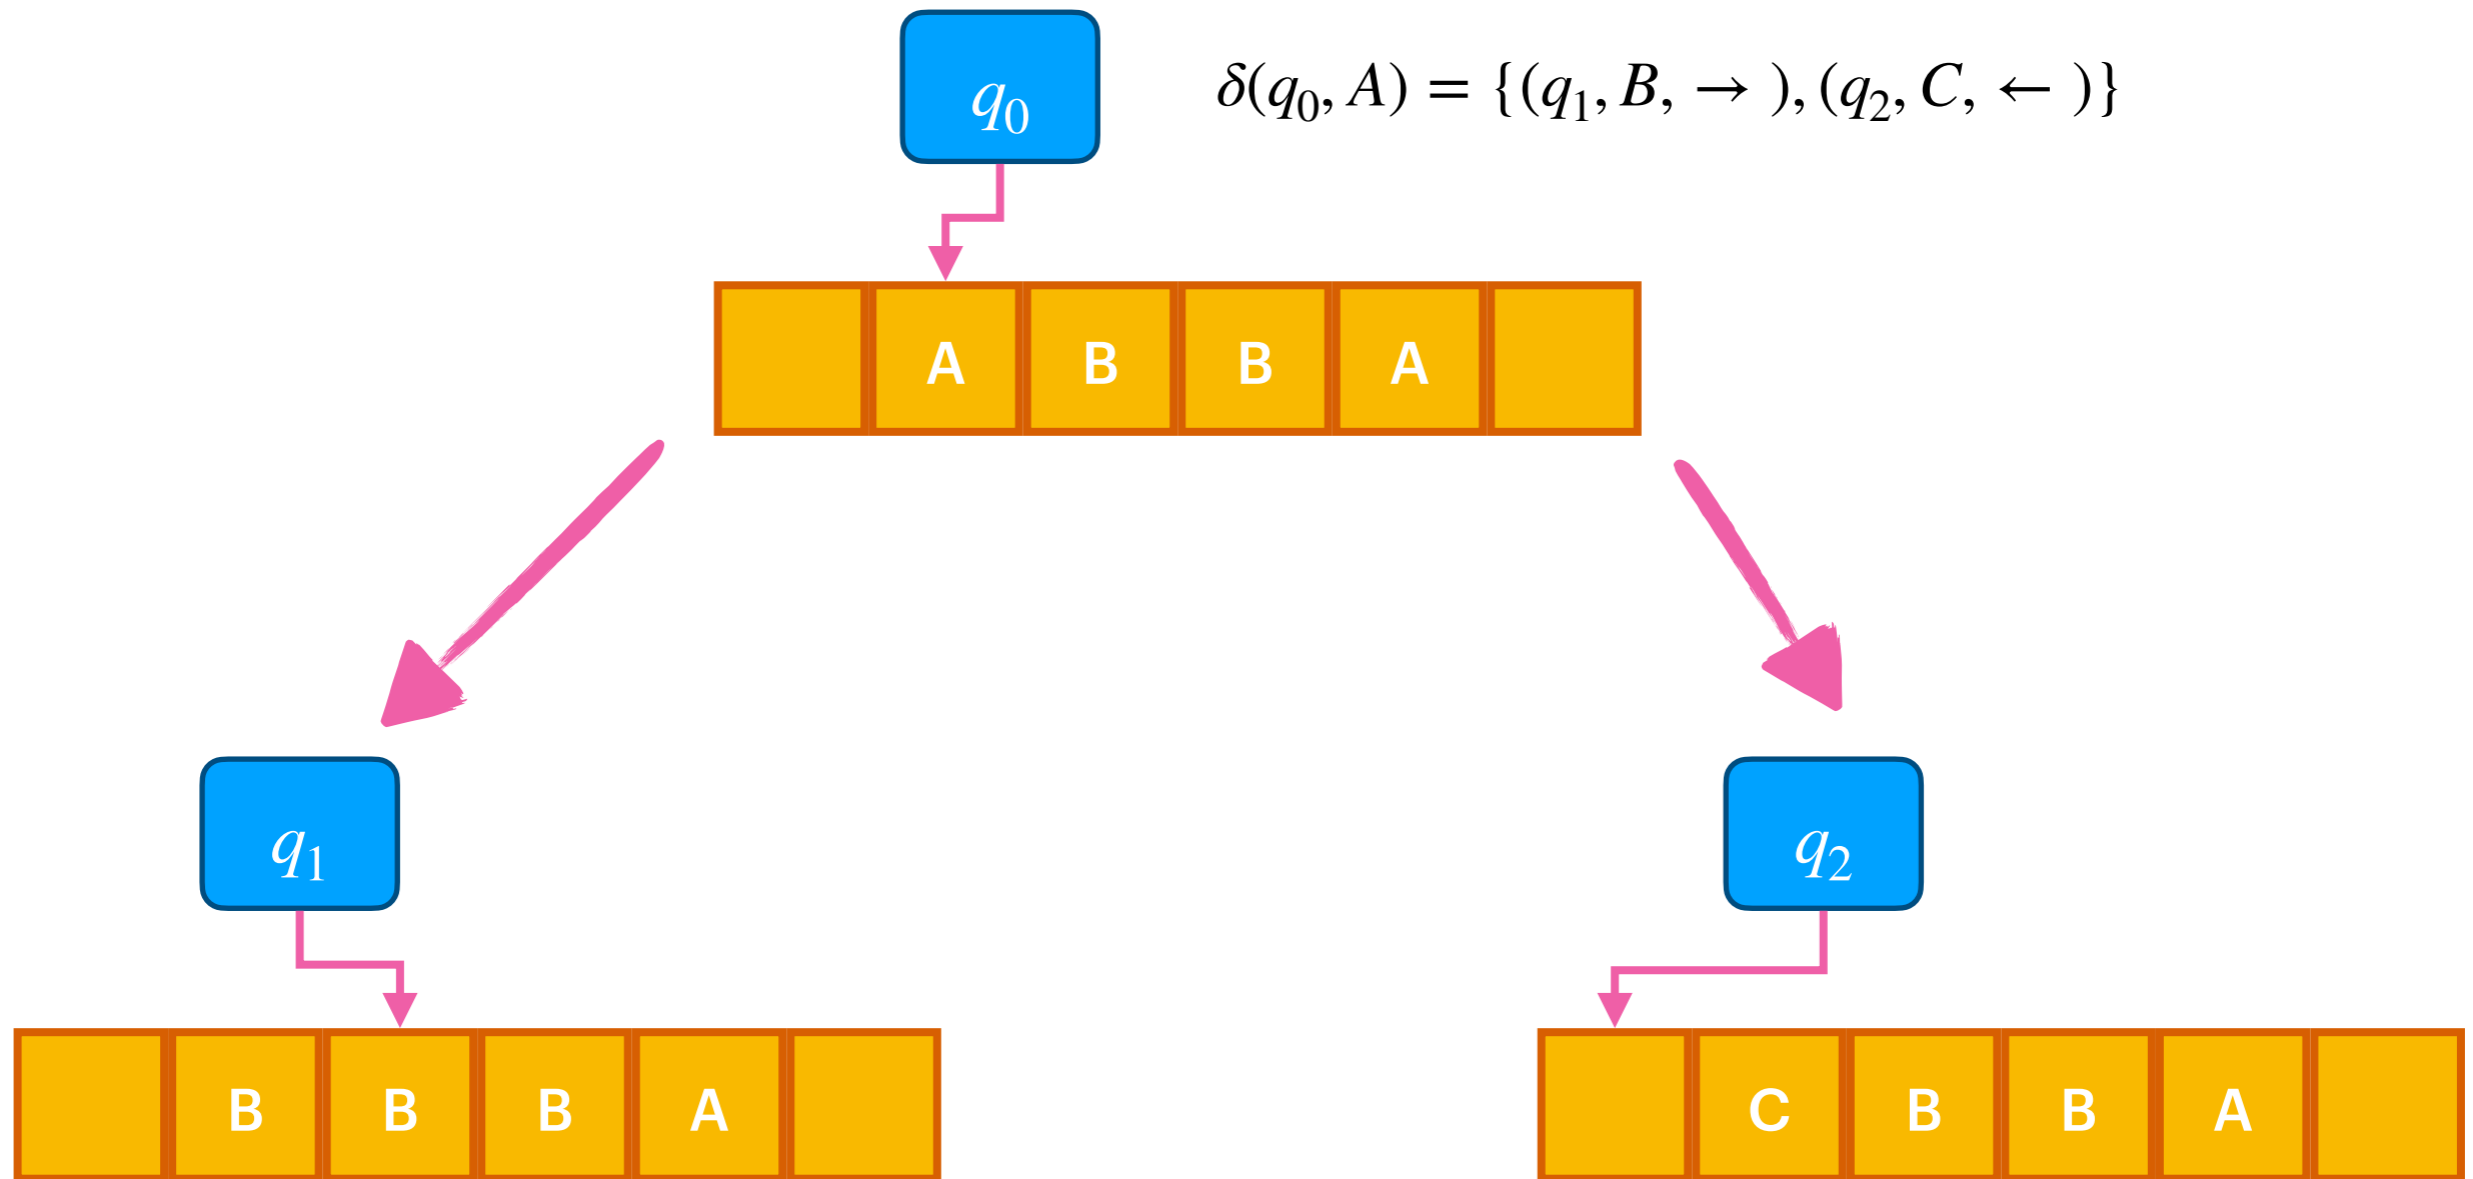 q₀
δ(q₀, A) = {(q₁, B, → ), (q₂, C, ← )}
A B B A
q₁
q₂
B B B A
C B B A